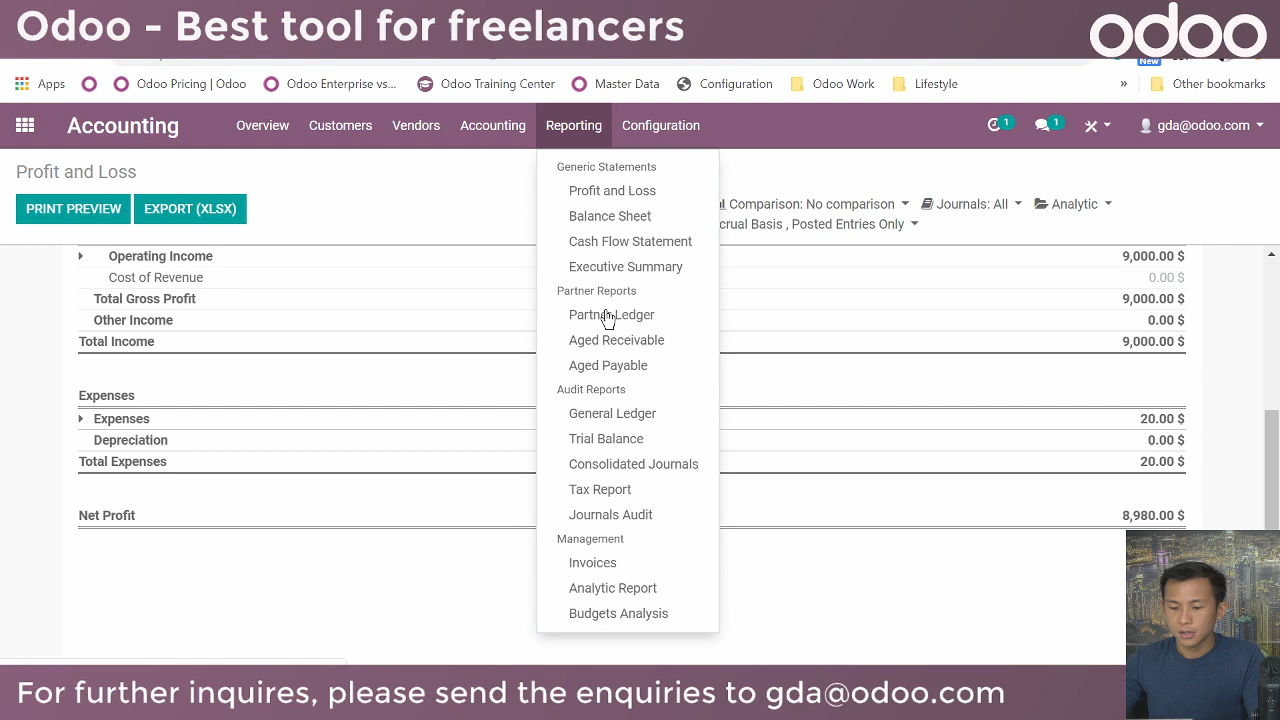 Odoo - Best tool for freelancers
odoo
Apps
Odoo Pricing | Odoo
Odoo Enterprise vs...
Odoo Training Center
Master Data
Configuration
Odoo Work
Lifestyle
»
Other bookmarks
New
Accounting
Overview
Customers
Vendors
Accounting
Reporting
Configuration
1
1
gda@odoo.com
Profit and Loss
PRINT PREVIEW
EXPORT (XLSX)
Comparison: No comparison
Journals: All
Analytic
crual Basis , Posted Entries Only
Generic Statements
Profit and Loss
Balance Sheet
Cash Flow Statement
Executive Summary
Partner Reports
Partner Ledger
Aged Receivable
Aged Payable
Audit Reports
General Ledger
Trial Balance
Consolidated Journals
Tax Report
Journals Audit
Management
Invoices
Analytic Report
Budgets Analysis
Operating Income 9,000.00 $
Cost of Revenue 0.00 $
Total Gross Profit 9,000.00 $
Other Income 0.00 $
Total Income 9,000.00 $
Expenses
Expenses 20.00 $
Depreciation 0.00 $
Total Expenses 20.00 $
Net Profit 8,980.00 $
For further inquires, please send the enquiries to gda@odoo.com